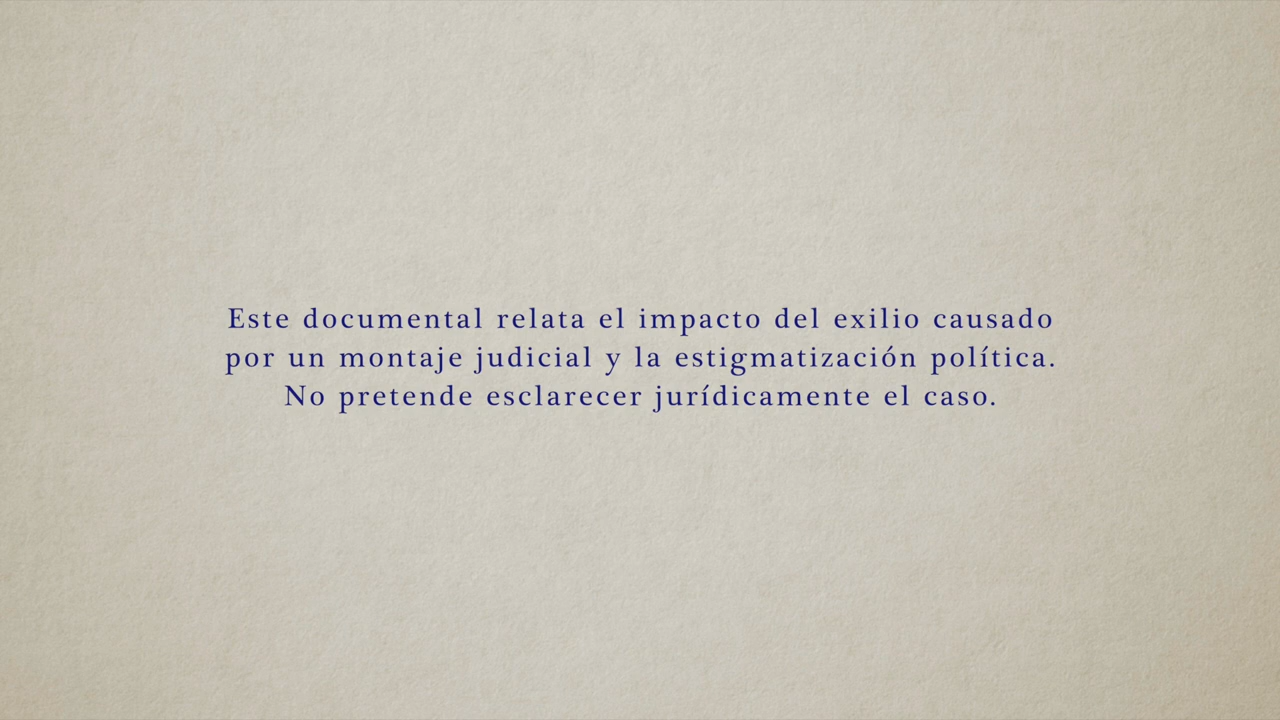 Este documental relata el impacto del exilio causado
por un montaje judicial y la estigmatización política.
No pretende esclarecer jurídicamente el caso.